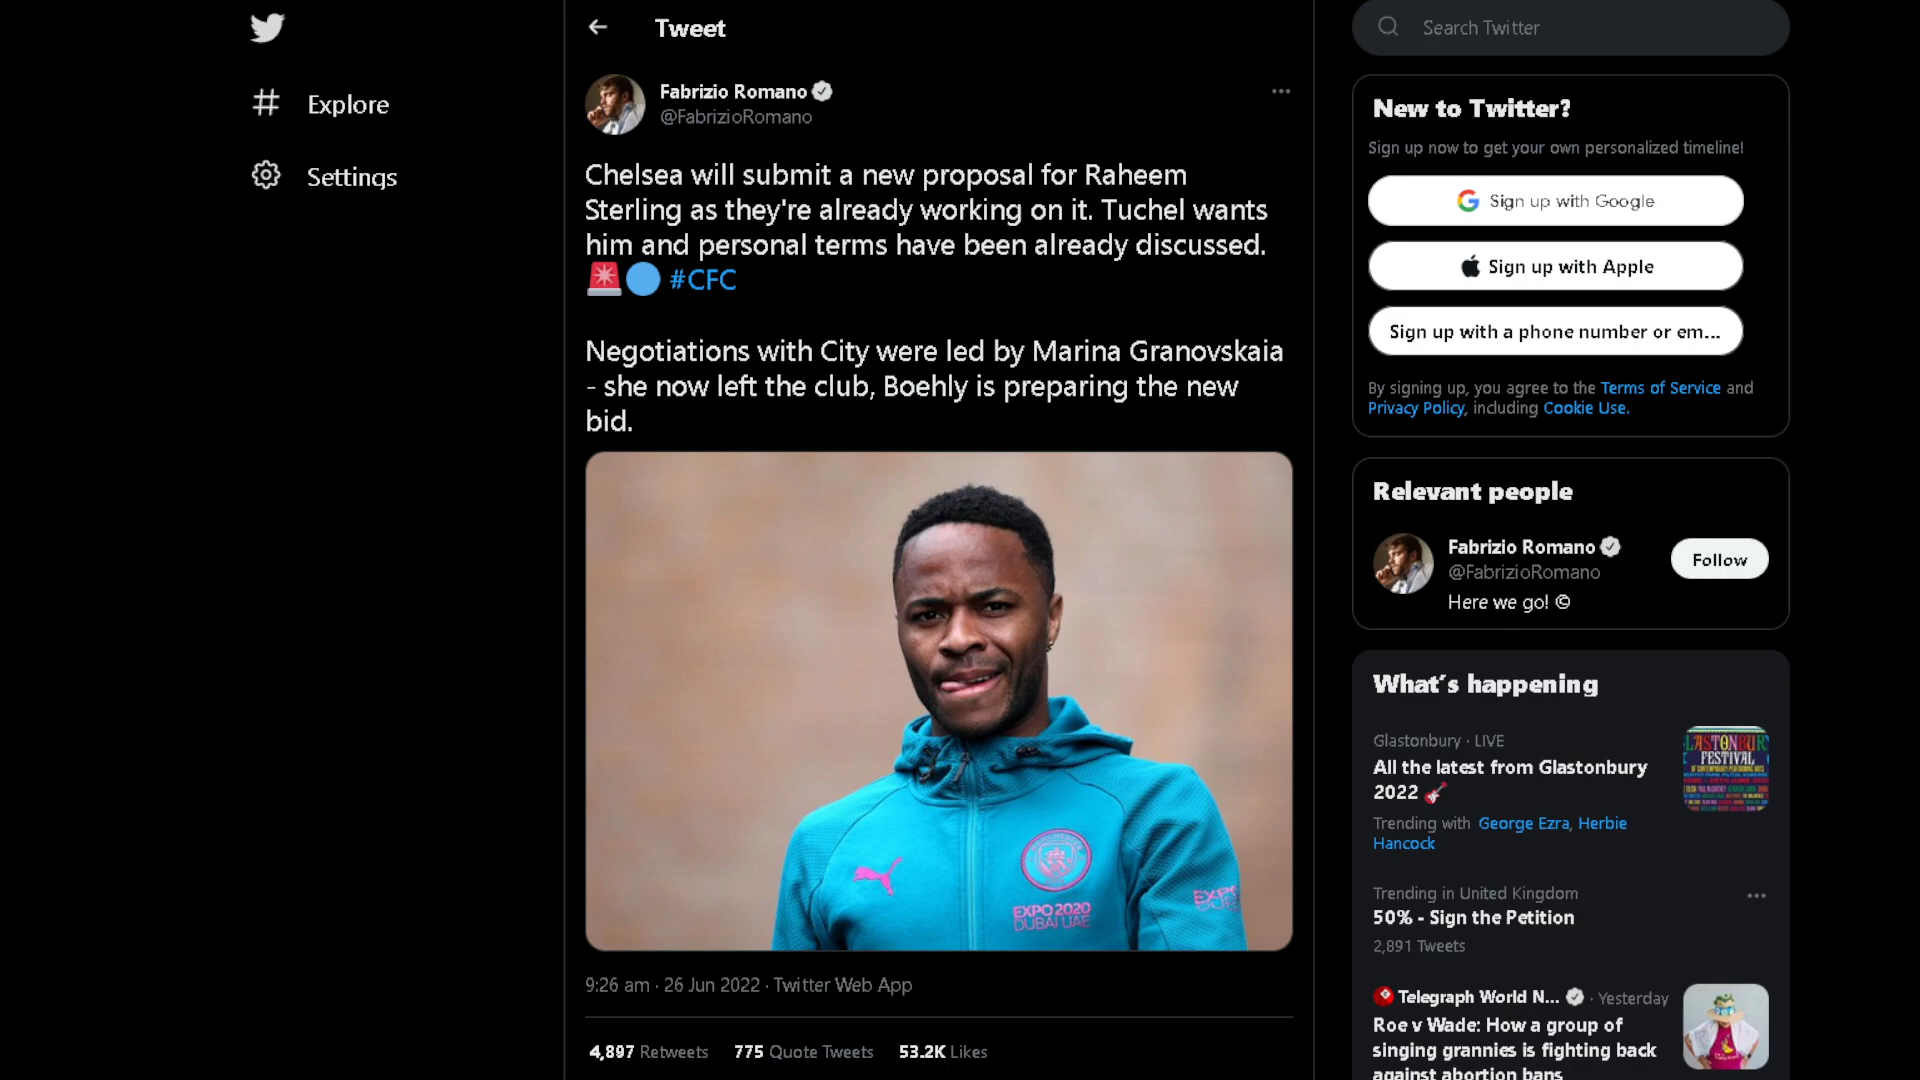 Tweet
Search Twitter
Explore
Settings
Fabrizio Romano
@FabrizioRomano
Chelsea will submit a new proposal for Raheem
Sterling as they're already working on it. Tuchel wants
him and personal terms have been already discussed.
🚨🔵 #CFC
Negotiations with City were led by Marina Granovskaia
- she now left the club, Boehly is preparing the new
bid.
MANCHESTER
EXPO 2020
DUBAI UAE
9:26 am · 26 Jun 2022 · Twitter Web App
4,897 Retweets 775 Quote Tweets 53.2K Likes
New to Twitter?
Sign up now to get your own personalized timeline!
Sign up with Google
Sign up with Apple
Sign up with a phone number or em...
By signing up, you agree to the Terms of Service and
Privacy Policy, including Cookie Use.
Relevant people
Fabrizio Romano
@FabrizioRomano
Follow
Here we go! ©
What's happening
Glastonbury · LIVE
All the latest from Glastonbury
2022 🎸
Trending with George Ezra, Herbie
Hancock
FESTIVAL
Trending in United Kingdom
50% - Sign the Petition
2,891 Tweets
Telegraph World N... · Yesterday
Roe v Wade: How a group of
singing grannies is fighting back
against abortion bans